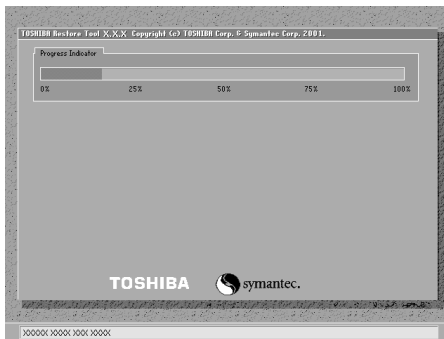 TOSHIBA Restore Tool X.X.X Copyright (c) TOSHIBA Corp. & Symantec Corp. 2001.
Progress Indicator
0% 25% 50% 75% 100%
TOSHIBA symantec.
XXXXX XXXX XXX XXXX